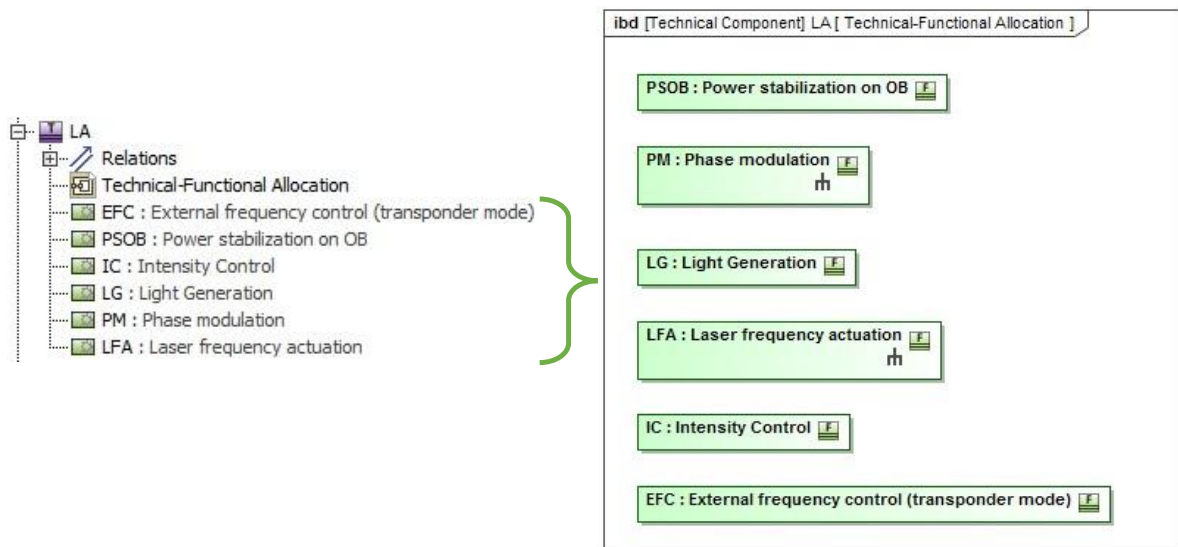 LA
Relations
Technical-Functional Allocation
EFC : External frequency control (transponder mode)
PSOB : Power stabilization on OB
IC : Intensity Control
LG : Light Generation
PM : Phase modulation
LFA : Laser frequency actuation
ibd [Technical Component] LA [ Technical-Functional Allocation ]
PSOB : Power stabilization on OB F
PM : Phase modulation F
LG : Light Generation F
LFA : Laser frequency actuation F
IC : Intensity Control F
EFC : External frequency control (transponder mode) F